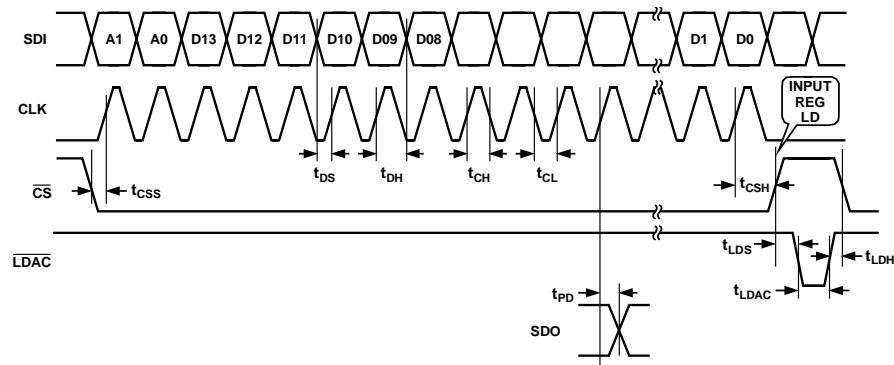 SDI A1 A0 D13 D12 D11 D10 D09 D08 D1 D0
CLK
INPUT
REG
LD
tDS tDH tCH tCL
CS tCSS tCSH
LDAC
tLDS tLDH
tLDAC
tPD
SDO